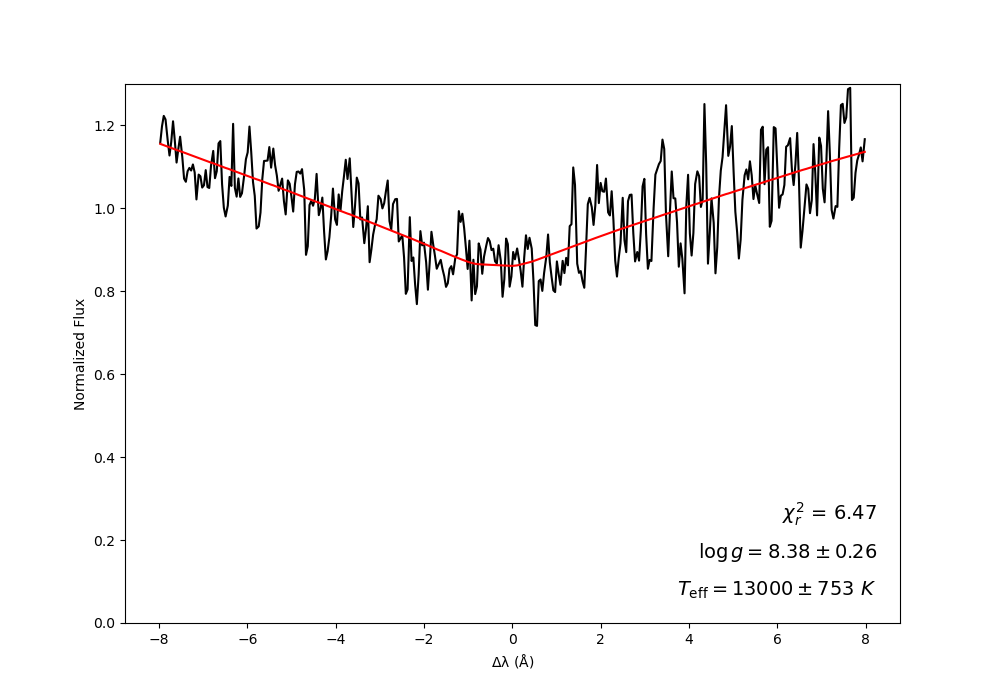 1.2
1.0
0.8
0.6
0.4
0.2
0.0
Normalized Flux
χ²ᵣ = 6.47
log g = 8.38 ± 0.26
T_eff = 13000 ± 753 K
−8 −6 −4 −2 0 2 4 6 8
Δλ (Å)